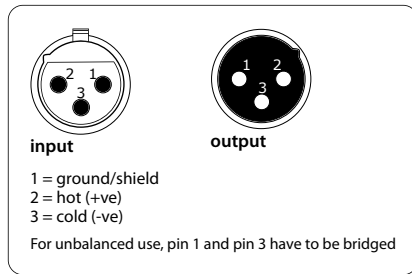 2 1
3
1 2
3
input
output
1 = ground/shield
2 = hot (+ve)
3 = cold (-ve)
For unbalanced use, pin 1 and pin 3 have to be bridged